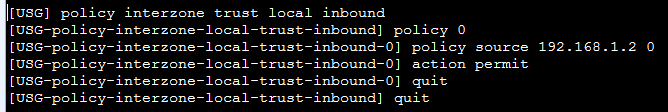 [USG] policy interzone trust local inbound
[USG-policy-interzone-local-trust-inbound] policy 0
[USG-policy-interzone-local-trust-inbound-0] policy source 192.168.1.2 0
[USG-policy-interzone-local-trust-inbound-0] action permit
[USG-policy-interzone-local-trust-inbound-0] quit
[USG-policy-interzone-local-trust-inbound] quit